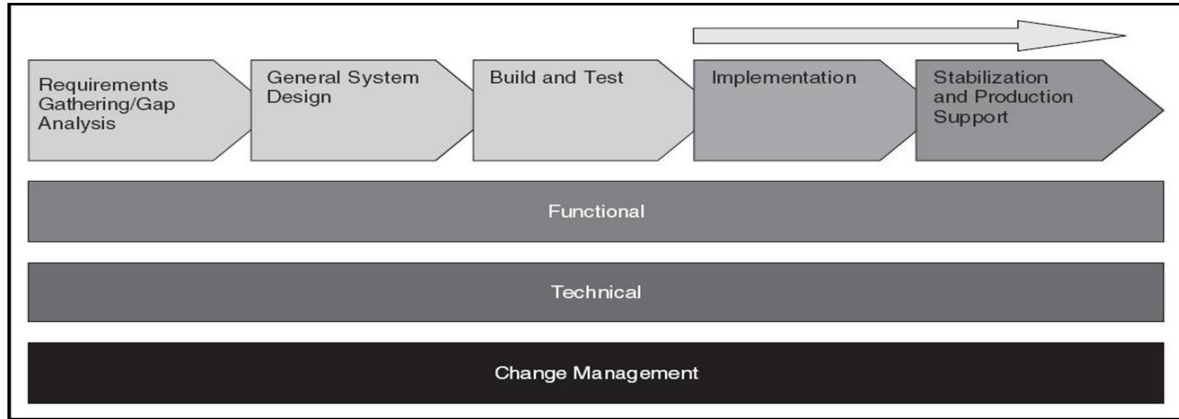 Requirements
Gathering/Gap
Analysis
General System
Design
Build and Test
Implementation
Stabilization
and Production
Support
Functional
Technical
Change Management